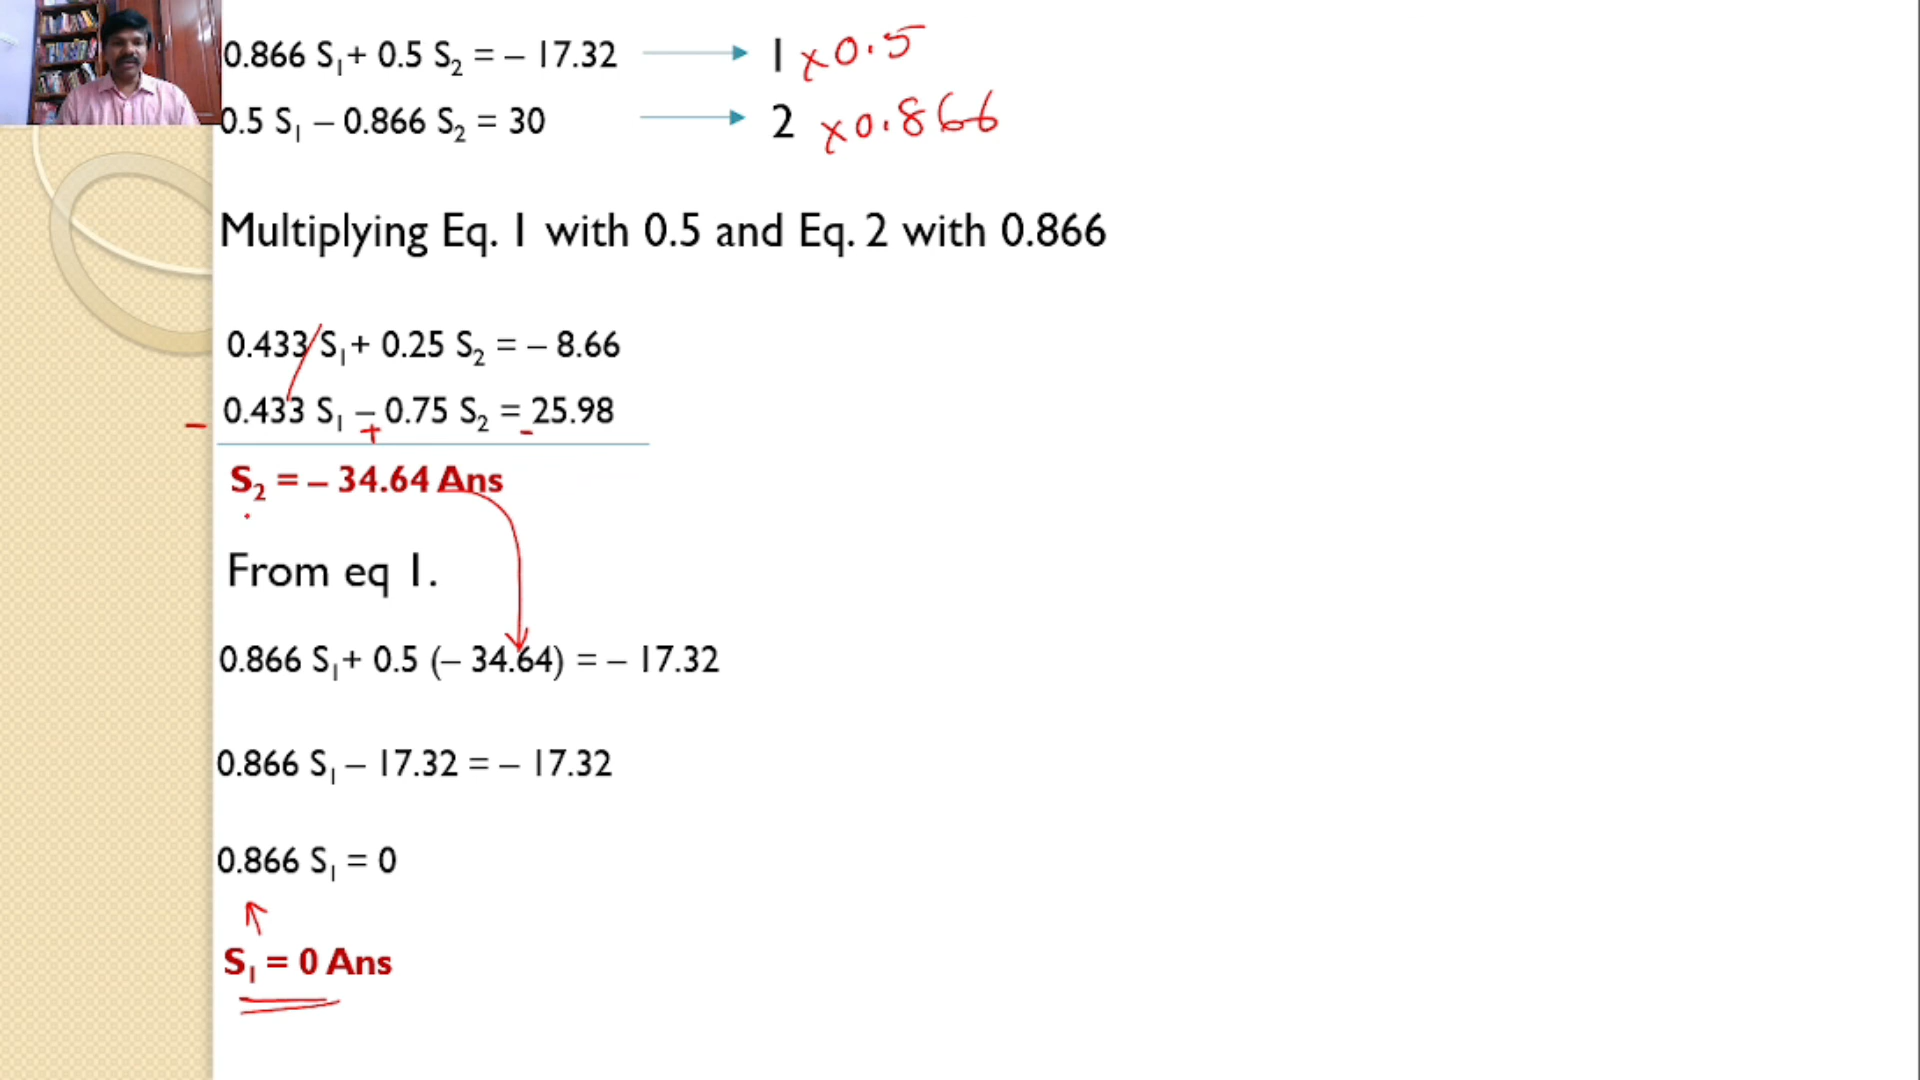 0.866 S₁+ 0.5 S₂ = – 17.32 → 1 ×0.5
0.5 S₁ – 0.866 S₂ = 30 → 2 ×0.866
Multiplying Eq. 1 with 0.5 and Eq. 2 with 0.866
0.433 S₁+ 0.25 S₂ = – 8.66
0.433 S₁ – 0.75 S₂ = 25.98
– + -
S₂ = – 34.64 Ans
From eq 1.
0.866 S₁+ 0.5 (– 34.64) = – 17.32
0.866 S₁ – 17.32 = – 17.32
0.866 S₁ = 0
S₁ = 0 Ans